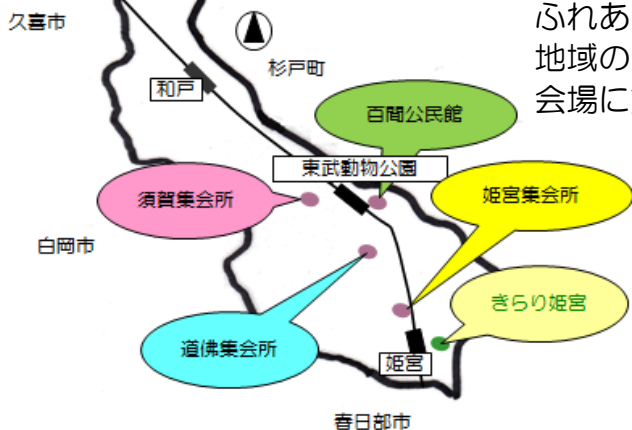 ふれあ
久喜市
地域の
杉戸町
和戸
会場に
百間公民館
東武動物公園
須賀集会所
姫宮集会所
白岡市
きらり姫宮
道佛集会所
姫宮
春日部市